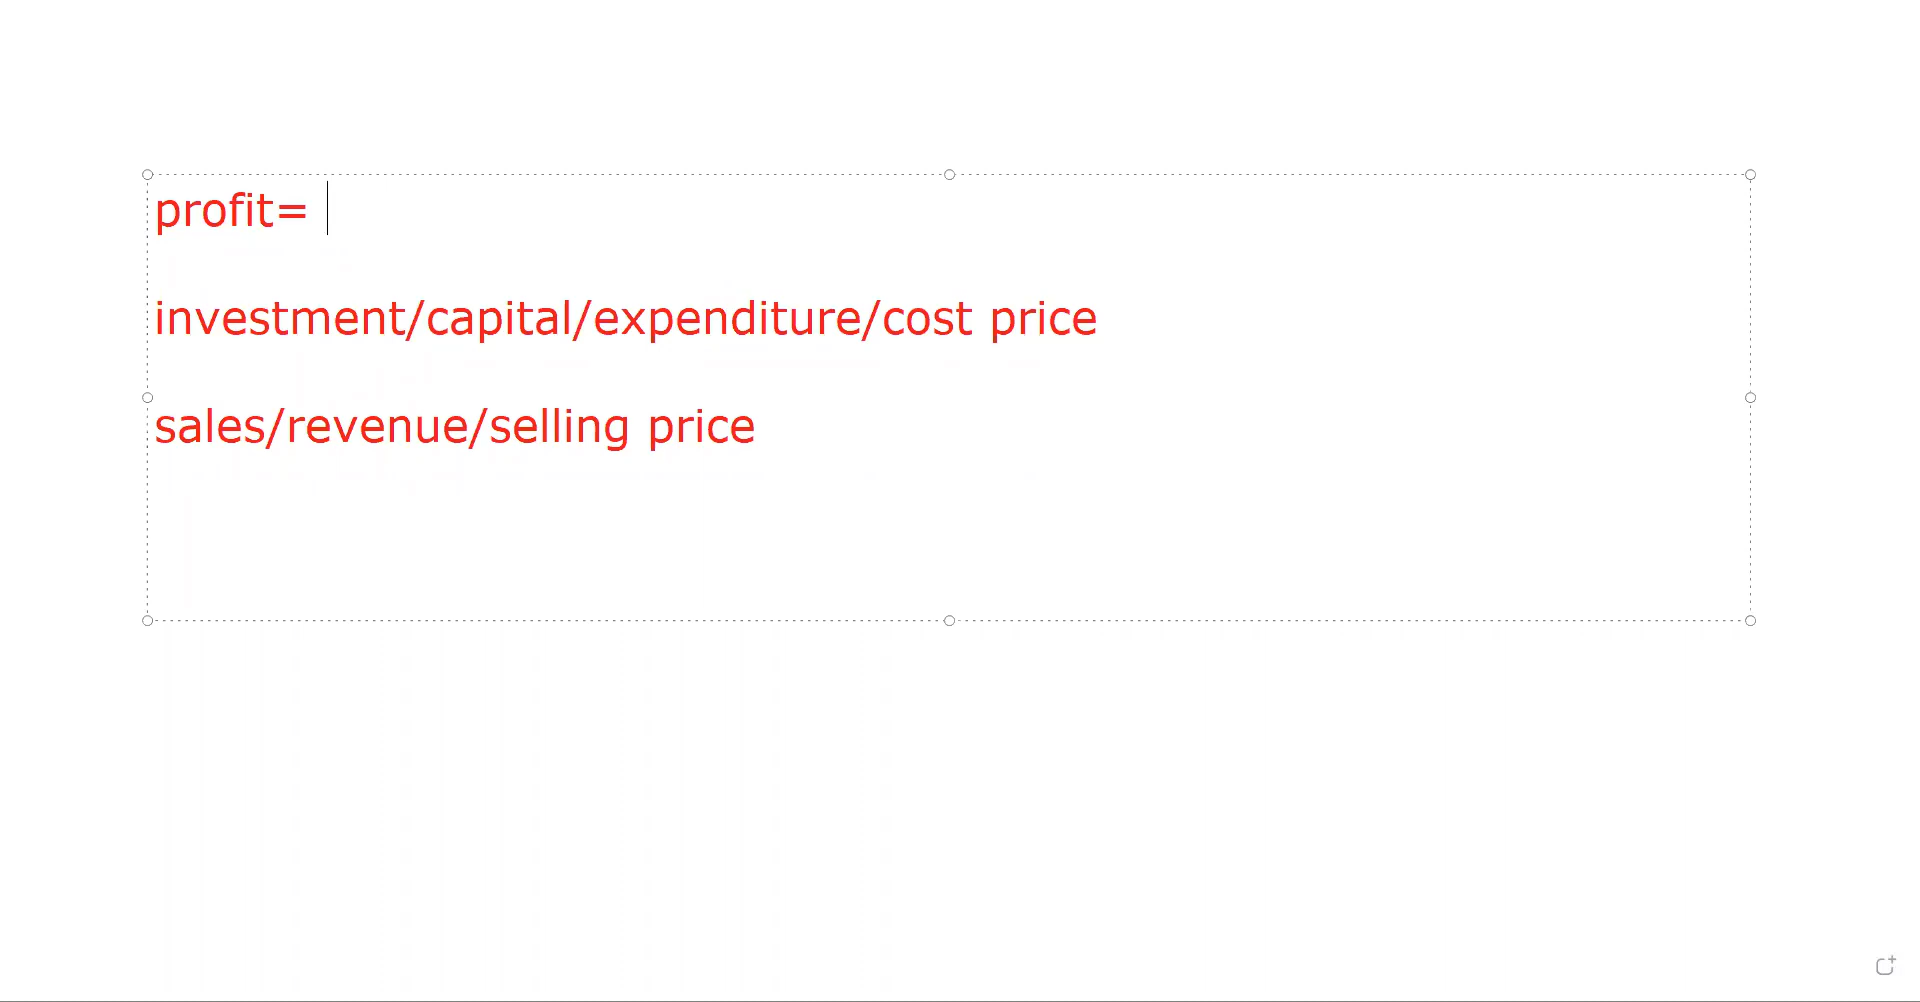 profit=
investment/capital/expenditure/cost price
sales/revenue/selling price